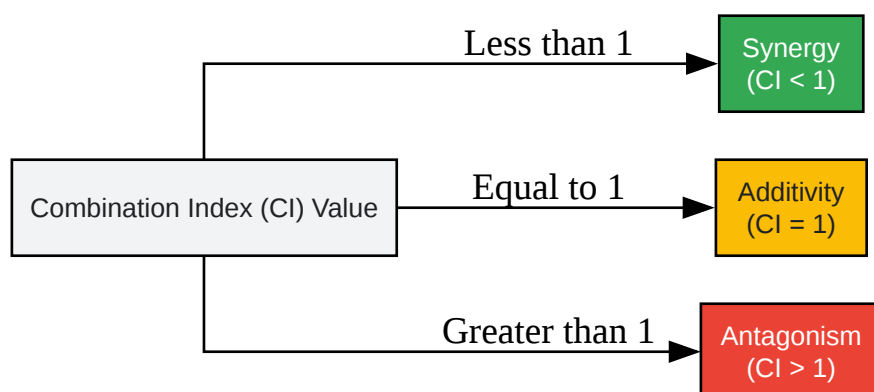 Less than 1
Synergy
(CI < 1)
Combination Index (CI) Value
Equal to 1
Additivity
(CI = 1)
Greater than 1
Antagonism
(CI > 1)